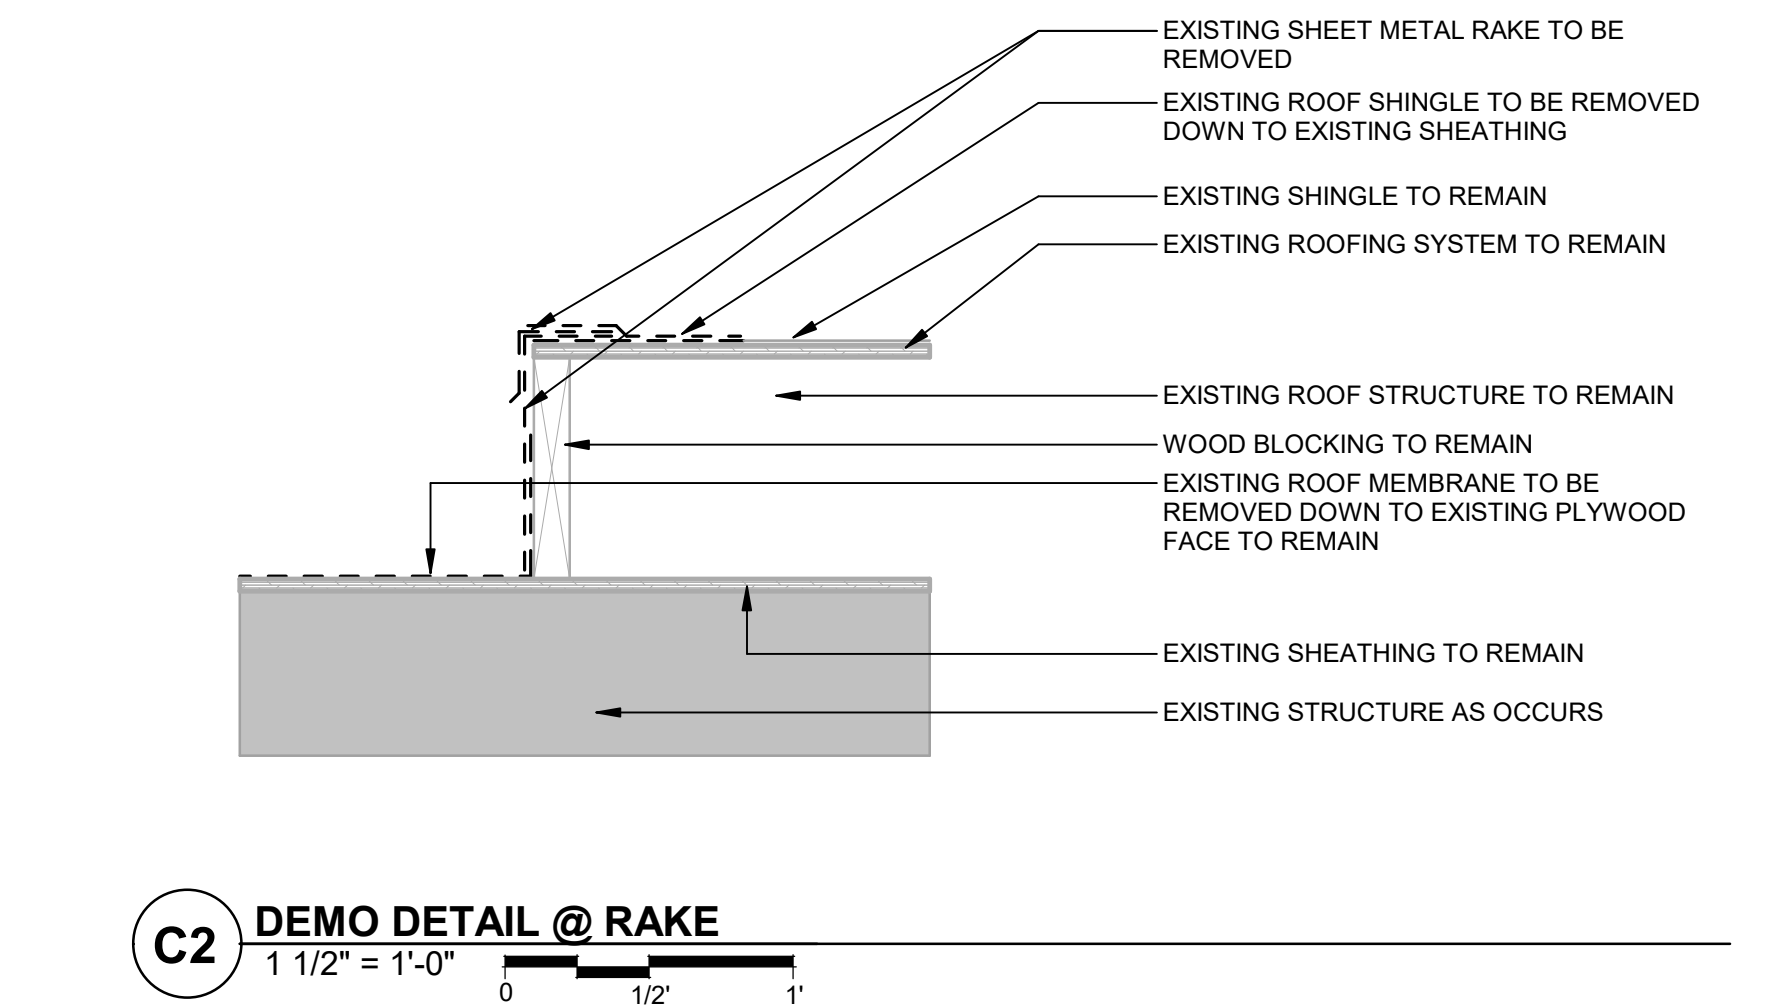 EXISTING SHEET METAL RAKE TO BE
REMOVED
EXISTING ROOF SHINGLE TO BE REMOVED
DOWN TO EXISTING SHEATHING
EXISTING SHINGLE TO REMAIN
EXISTING ROOFING SYSTEM TO REMAIN
EXISTING ROOF STRUCTURE TO REMAIN
WOOD BLOCKING TO REMAIN
EXISTING ROOF MEMBRANE TO BE
REMOVED DOWN TO EXISTING PLYWOOD
FACE TO REMAIN
EXISTING SHEATHING TO REMAIN
EXISTING STRUCTURE AS OCCURS
C2
DEMO DETAIL @ RAKE
1 1/2" = 1'-0"
0 1/2' 1'